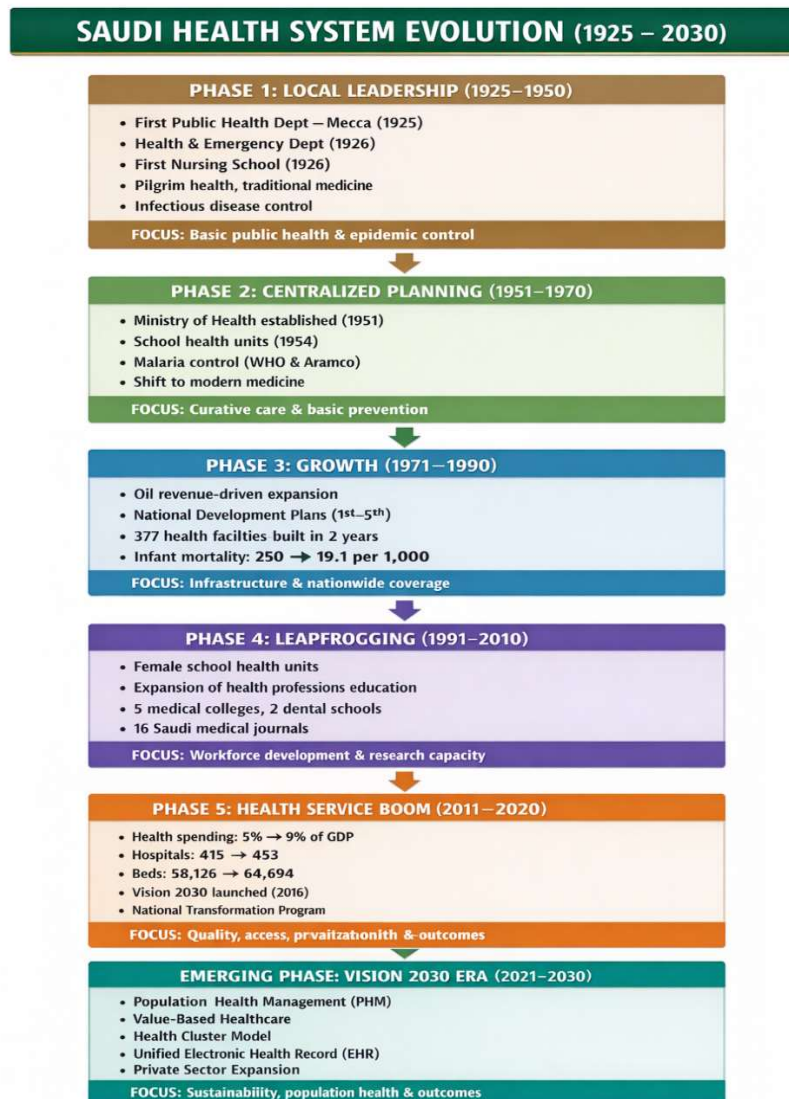 SAUDI HEALTH SYSTEM EVOLUTION (1925 – 2030)
PHASE 1: LOCAL LEADERSHIP (1925–1950)
• First Public Health Dept – Mecca (1925)
• Health & Emergency Dept (1926)
• First Nursing School (1926)
• Pilgrim health, traditional medicine
• Infectious disease control
FOCUS: Basic public health & epidemic control
PHASE 2: CENTRALIZED PLANNING (1951–1970)
• Ministry of Health established (1951)
• School health units (1954)
• Malaria control (WHO & Aramco)
• Shift to modern medicine
FOCUS: Curative care & basic prevention
PHASE 3: GROWTH (1971–1990)
• Oil revenue-driven expansion
• National Development Plans (1st–5th)
• 377 health facilties built in 2 years
• Infant mortality: 250 → 19.1 per 1,000
FOCUS: Infrastructure & nationwide coverage
PHASE 4: LEAPFROGGING (1991–2010)
• Female school health units
• Expansion of health professions education
• 5 medical colleges, 2 dental schools
• 16 Saudi medical journals
FOCUS: Workforce development & research capacity
PHASE 5: HEALTH SERVICE BOOM (2011–2020)
• Health spending: 5% → 9% of GDP
• Hospitals: 415 → 453
• Beds: 58,126 → 64,694
• Vision 2030 launched (2016)
• National Transformation Program
FOCUS: Quality, access, prvaitzationith & outcomes
EMERGING PHASE: VISION 2030 ERA (2021–2030)
• Population Health Management (PHM)
• Value-Based Healthcare
• Health Cluster Model
• Unified Electronic Health Record (EHR)
• Private Sector Expansion
FOCUS: Sustainability, population health & outcomes